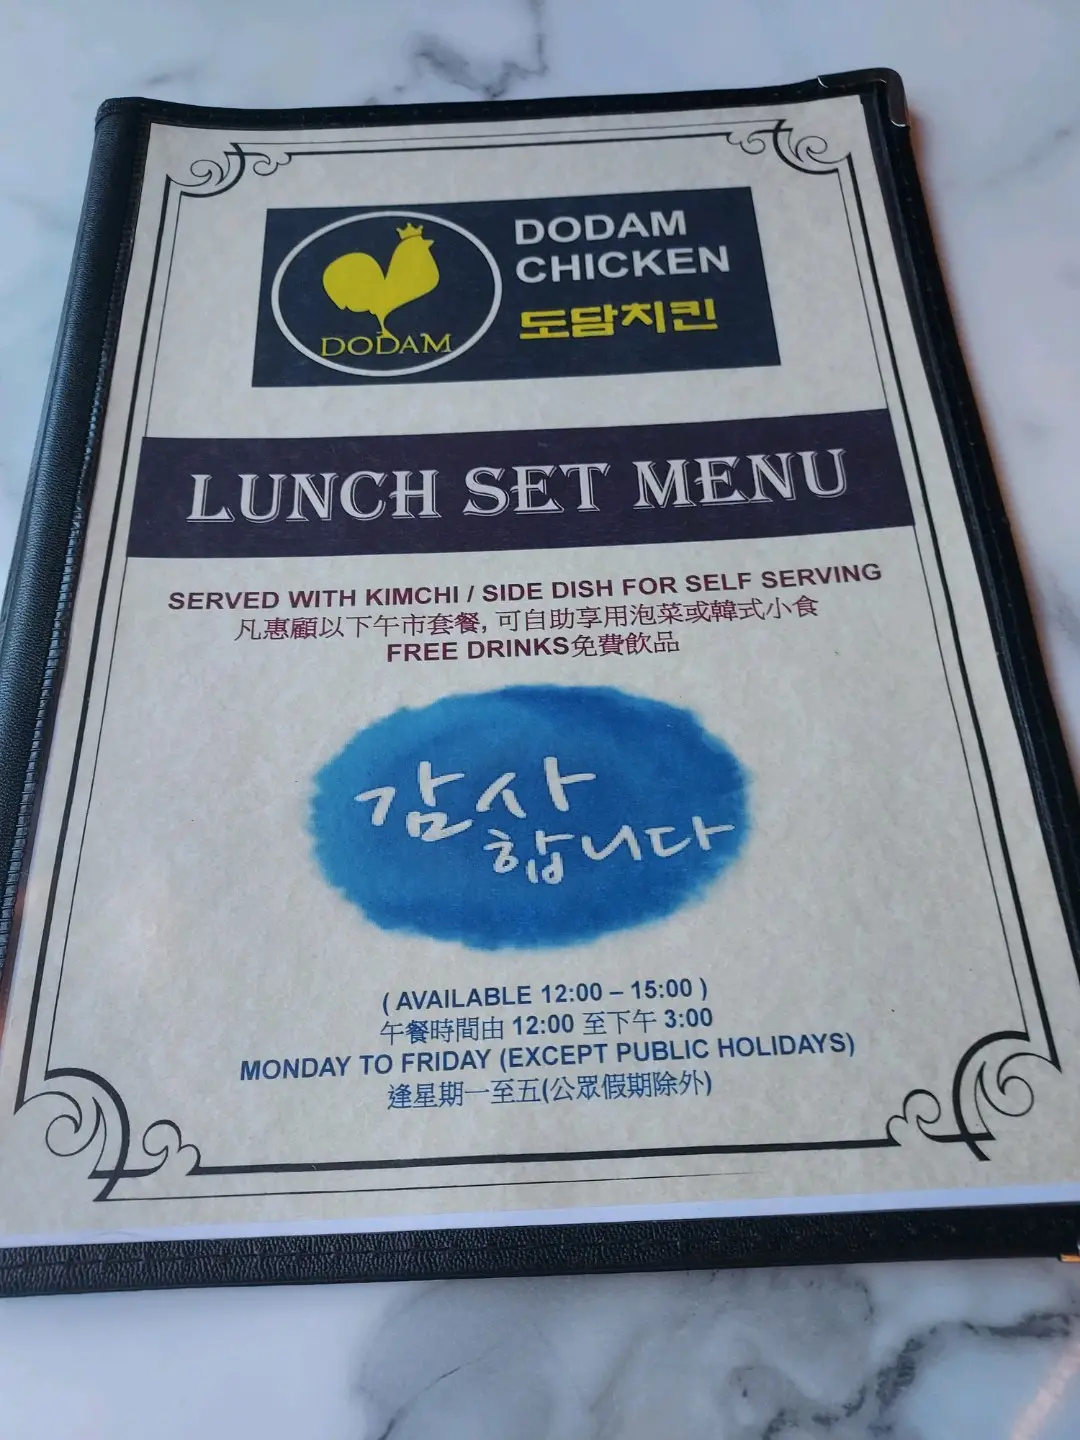 DODAM
DODAM
CHICKEN
도담치킨
LUNCH SET MENU
SERVED WITH KIMCHI / SIDE DISH FOR SELF SERVING
凡惠顧以下午市套餐, 可自助享用泡菜或韓式小食
FREE DRINKS免費飲品
감사
합니다
( AVAILABLE 12:00 – 15:00 )
午餐時間由 12:00 至下午 3:00
MONDAY TO FRIDAY (EXCEPT PUBLIC HOLIDAYS)
逢星期一至五(公眾假期除外)